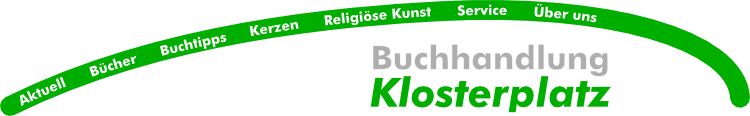 Aktuell Bücher Buchtipps Kerzen Religiöse Kunst Service Über uns
Buchhandlung
Klosterplatz